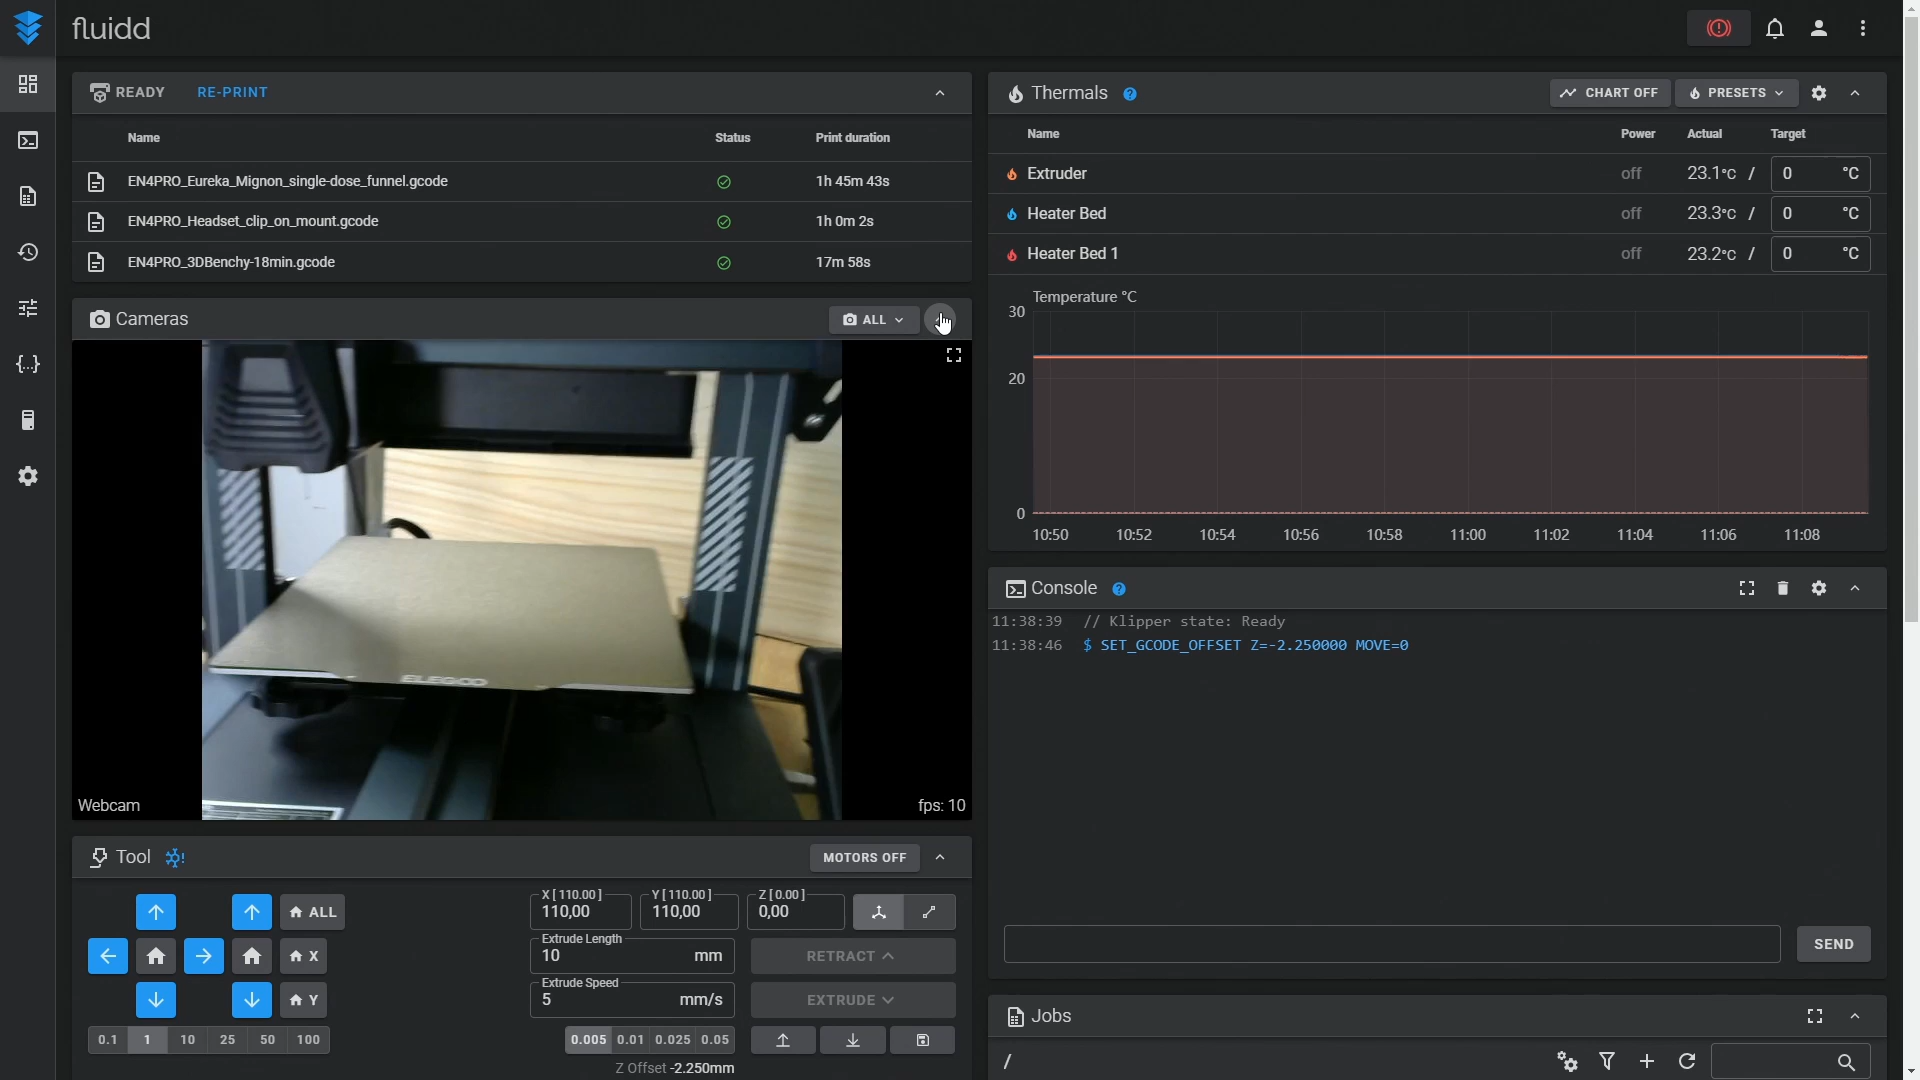 fluidd
READY RE-PRINT
Name Status Print duration
EN4PRO_Eureka_Mignon_single-dose_funnel.gcode 1h 45m 43s
EN4PRO_Headset_clip_on_mount.gcode 1h 0m 2s
EN4PRO_3DBenchy-18min.gcode 17m 58s
Cameras ALL
ELEGOO
Webcam fps: 10
Tool MOTORS OFF
ALL
X
Y
0.1 1 10 25 50 100
X [ 110.00 ] Y [ 110.00 ] Z [ 0.00 ]
110,00 110,00 0,00
Extrude Length
10 mm RETRACT
Extrude Speed
5 mm/s EXTRUDE
0.005 0.01 0.025 0.05
Z Offset -2.250mm
Thermals CHART OFF PRESETS
Name Power Actual Target
Extruder off 23.1°C / 0 °C
Heater Bed off 23.3°C / 0 °C
Heater Bed 1 off 23.2°C / 0 °C
Temperature °C
30
20
0
10:50 10:52 10:54 10:56 10:58 11:00 11:02 11:04 11:06 11:08
Console
11:38:39 // Klipper state: Ready
11:38:46 $ SET_GCODE_OFFSET Z=-2.250000 MOVE=0
SEND
Jobs
/